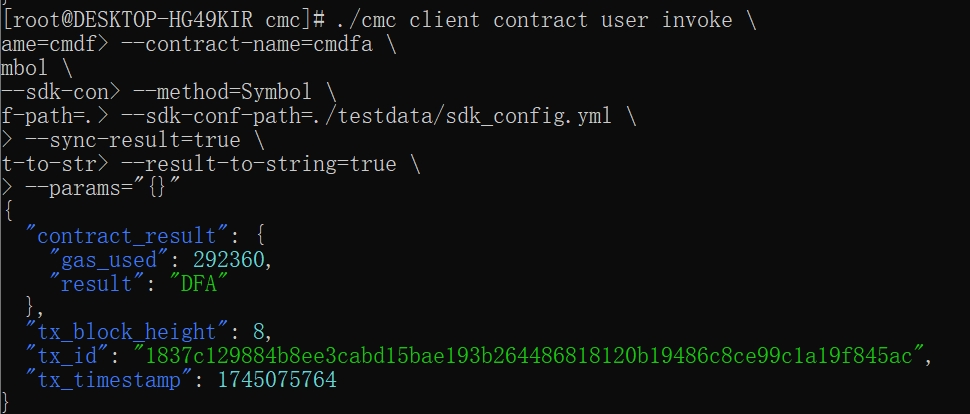 [root@DESKTOP-HG49KIR cmc]# ./cmc client contract user invoke \
ame=cmdf> --contract-name=cmdfa \
mbol \
--sdk-con> --method=Symbol \
f-path=.> --sdk-conf-path=./testdata/sdk_config.yml \
> --sync-result=true \
t-to-str> --result-to-string=true \
> --params="{}"
{
  "contract_result": {
    "gas_used": 292360,
    "result": "DFA"
  },
  "tx_block_height": 8,
  "tx_id": "1837c129884b8ee3cabd15bae193b264486818120b19486c8ce99c1a19f845ac",
  "tx_timestamp": 1745075764
}